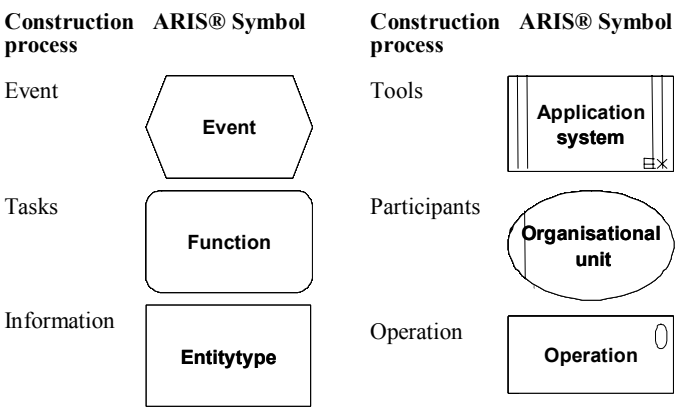 Construction process ARIS® Symbol
Event
Event
Tasks
Function
Information
Entitytype
Construction process ARIS® Symbol
Tools
Application
system
EX
Participants
Organisational
unit
Operation
Operation